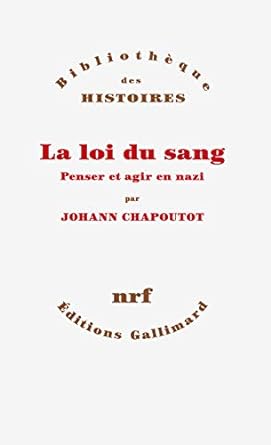 Bibliothèque
des
HISTOIRES
La loi du sang
Penser et agir en nazi
par
JOHANN CHAPOUTOT
nrf
Éditions Gallimard